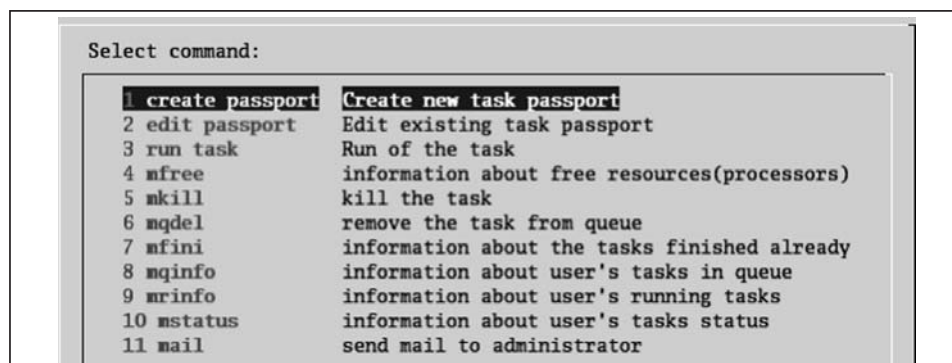 Select command:
1 create passport Create new task passport
2 edit passport Edit existing task passport
3 run task Run of the task
4 mfree information about free resources(processors)
5 mkill kill the task
6 mqdel remove the task from queue
7 mfini information about the tasks finished already
8 mqinfo information about user's tasks in queue
9 mrinfo information about user's running tasks
10 mstatus information about user's tasks status
11 mail send mail to administrator